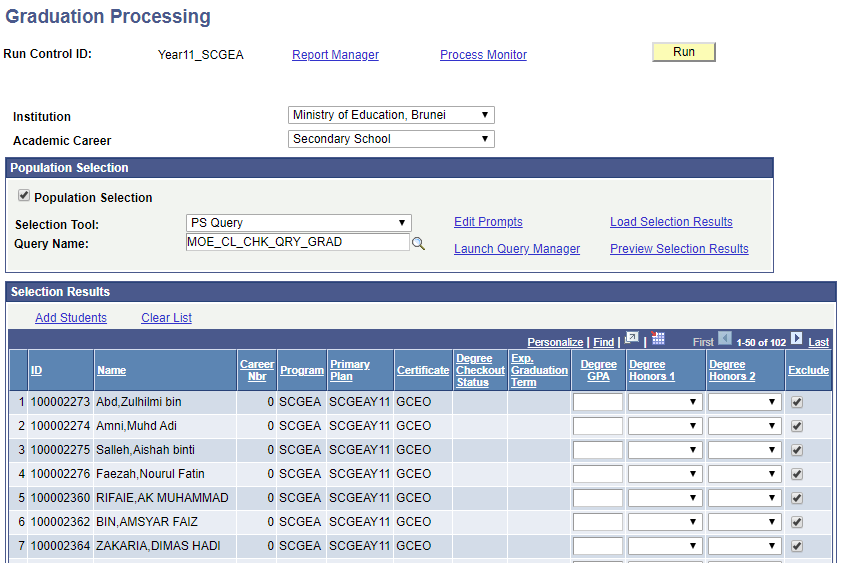 Graduation Processing
Run Control ID: Year11_SCGEA Report Manager Process Monitor Run
Institution Ministry of Education, Brunei
Academic Career Secondary School
Population Selection
Population Selection
Selection Tool: PS Query Edit Prompts Load Selection Results
Query Name: MOE_CL_CHK_QRY_GRAD Launch Query Manager Preview Selection Results
Selection Results
Add Students Clear List
Personalize | Find | | First 1-50 of 102 Last
ID Name Career Nbr Program Primary Plan Certificate Degree Checkout Status Exp. Graduation Term Degree GPA Degree Honors 1 Degree Honors 2 Exclude
1 100002273 Abd,Zulhilmi bin 0 SCGEA SCGEAY11 GCEO
2 100002274 Amni,Muhd Adi 0 SCGEA SCGEAY11 GCEO
3 100002275 Salleh,Aishah binti 0 SCGEA SCGEAY11 GCEO
4 100002276 Faezah,Nourul Fatin 0 SCGEA SCGEAY11 GCEO
5 100002360 RIFAIE,AK MUHAMMAD 0 SCGEA SCGEAY11 GCEO
6 100002362 BIN,AMSYAR FAIZ 0 SCGEA SCGEAY11 GCEO
7 100002364 ZAKARIA,DIMAS HADI 0 SCGEA SCGEAY11 GCEO